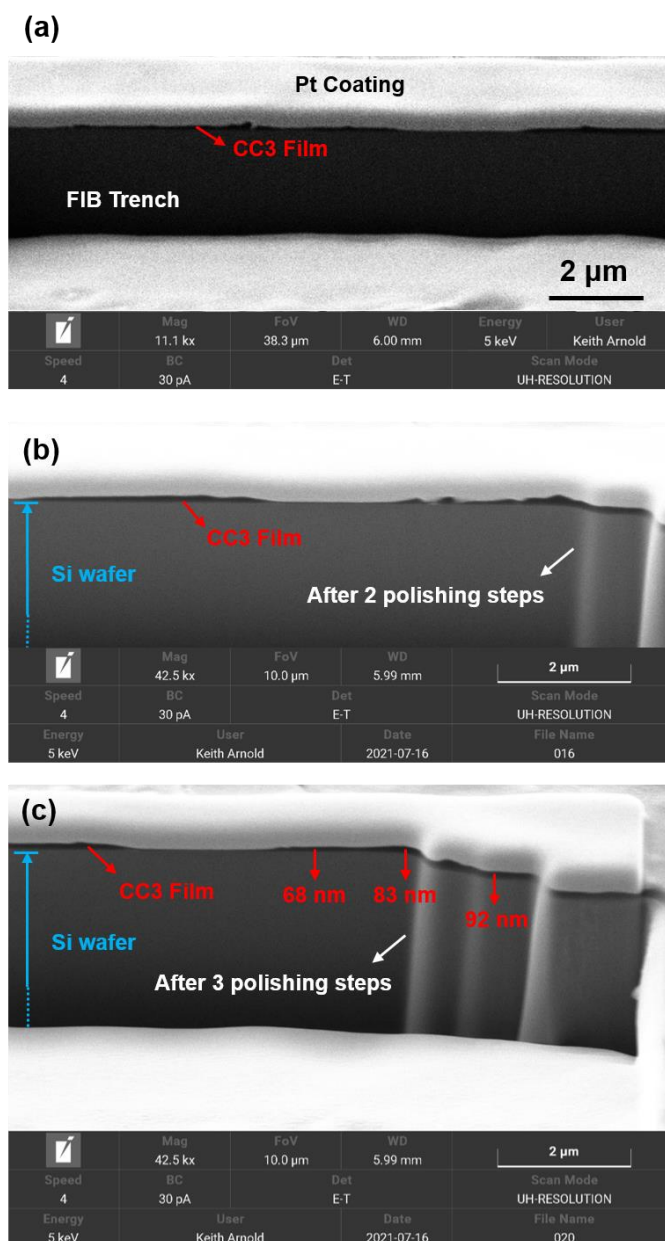 (a)
Pt Coating
CC3 Film
FIB Trench
2 µm
Mag FoV WD Energy User
11.1 kx 38.3 µm 6.00 mm 5 keV Keith Arnold
Speed BC Det Scan Mode
4 30 pA E-T UH-RESOLUTION
(b)
CC3 Film
Si wafer
After 2 polishing steps
Mag FoV WD 2 µm
42.5 kx 10.0 µm 5.99 mm
Speed BC Det Scan Mode
4 30 pA E-T UH-RESOLUTION
Energy User Date File Name
5 keV Keith Arnold 2021-07-16 016
(c)
CC3 Film 68 nm 83 nm
92 nm
Si wafer
After 3 polishing steps
Mag FoV WD 2 µm
42.5 kx 10.0 µm 5.99 mm
Speed BC Det Scan Mode
4 30 pA E-T UH-RESOLUTION
Energy User Date File Name
5 keV Keith Arnold 2021-07-16 020